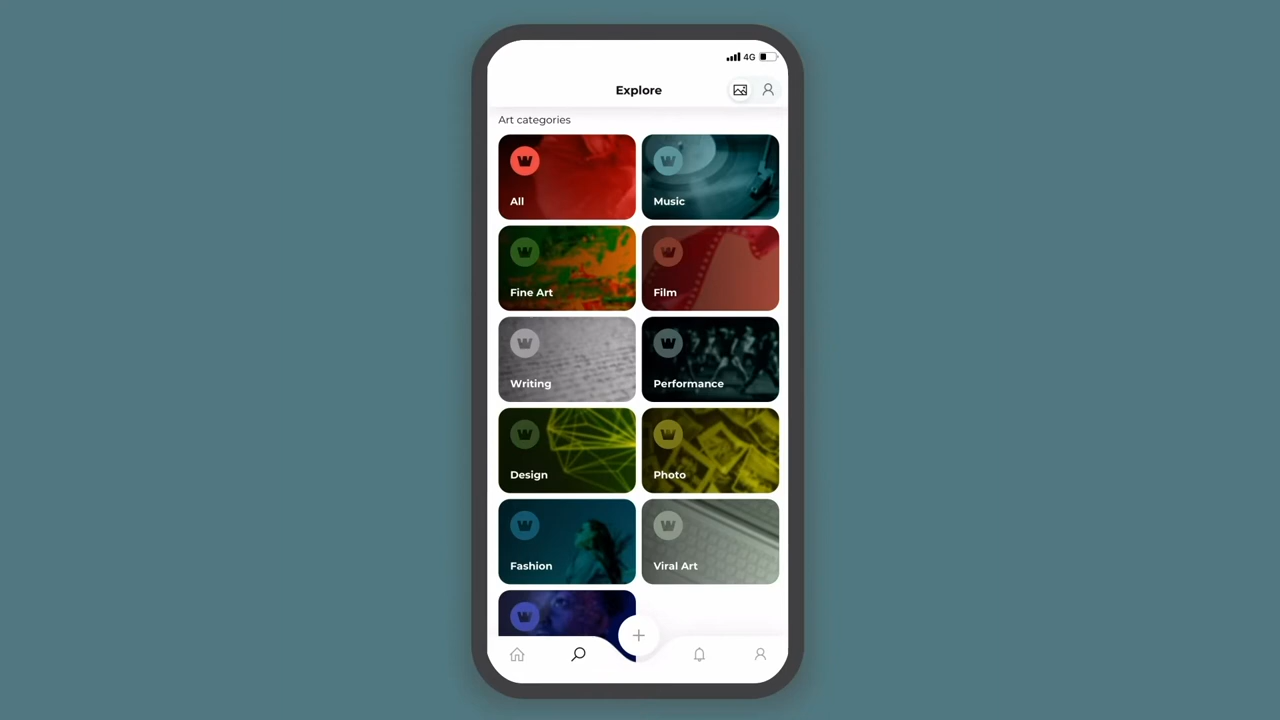 4G
Explore
Art categories
All
Music
Fine Art
Film
Writing
Performance
Design
Photo
Fashion
Viral Art